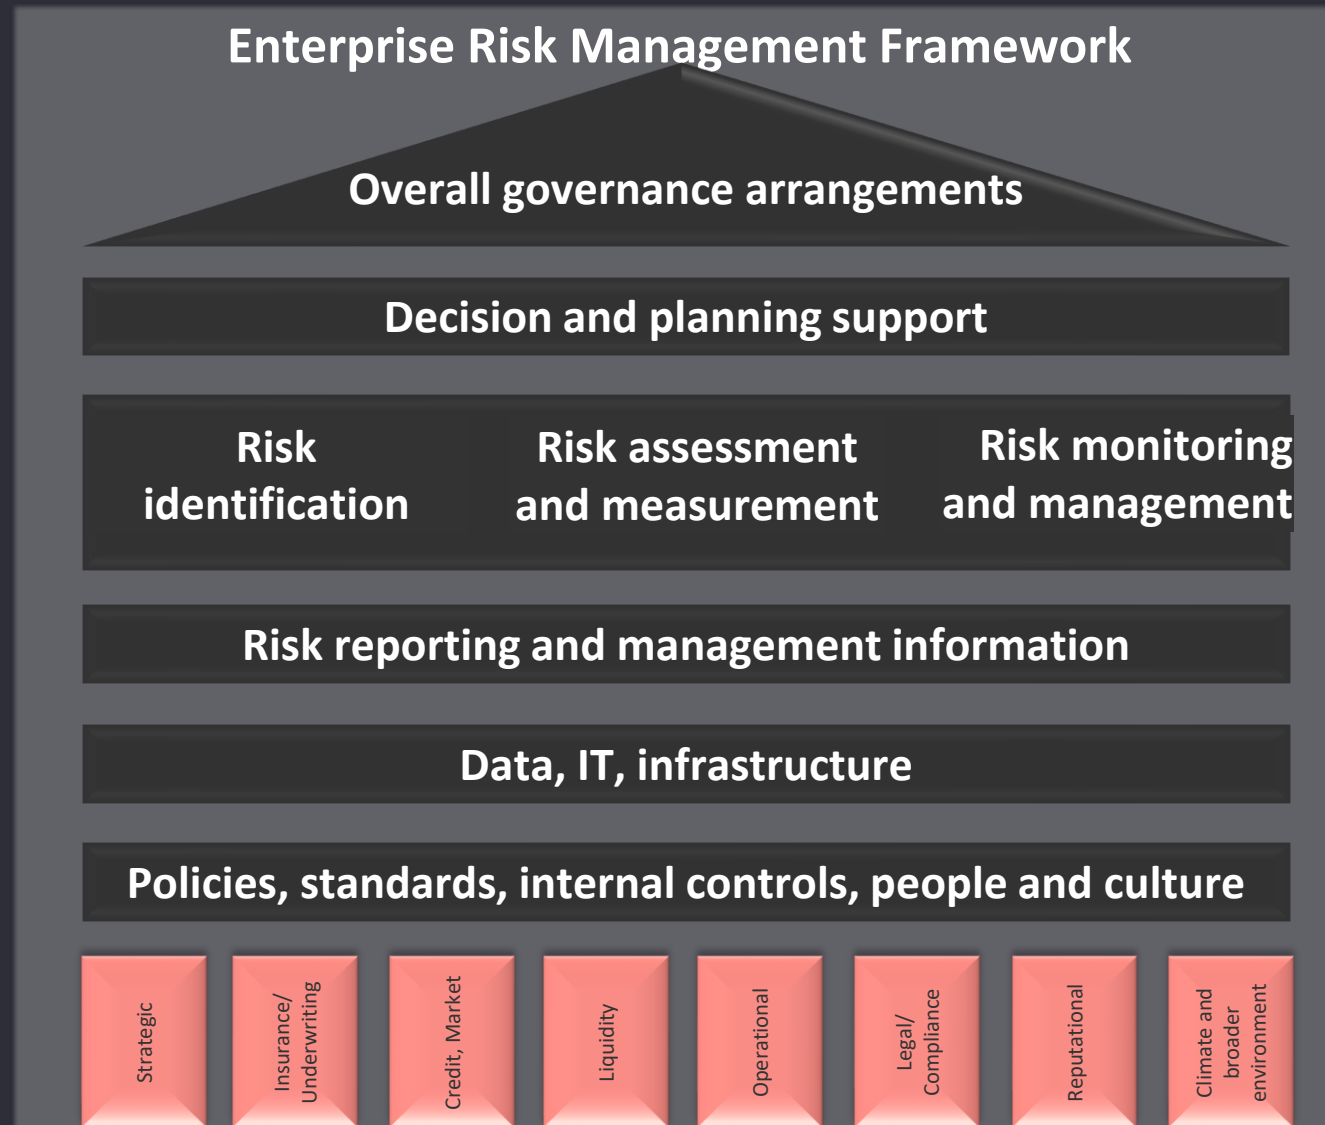 Enterprise Risk Management Framework
Overall governance arrangements
Decision and planning support
Risk
identification
Risk assessment
and measurement
Risk monitoring
and management
Risk reporting and management information
Data, IT, infrastructure
Policies, standards, internal controls, people and culture
Strategic
Insurance/
Underwriting
Credit, Market
Liquidity
Operational
Legal/
Compliance
Reputational
Climate and
broader
environment